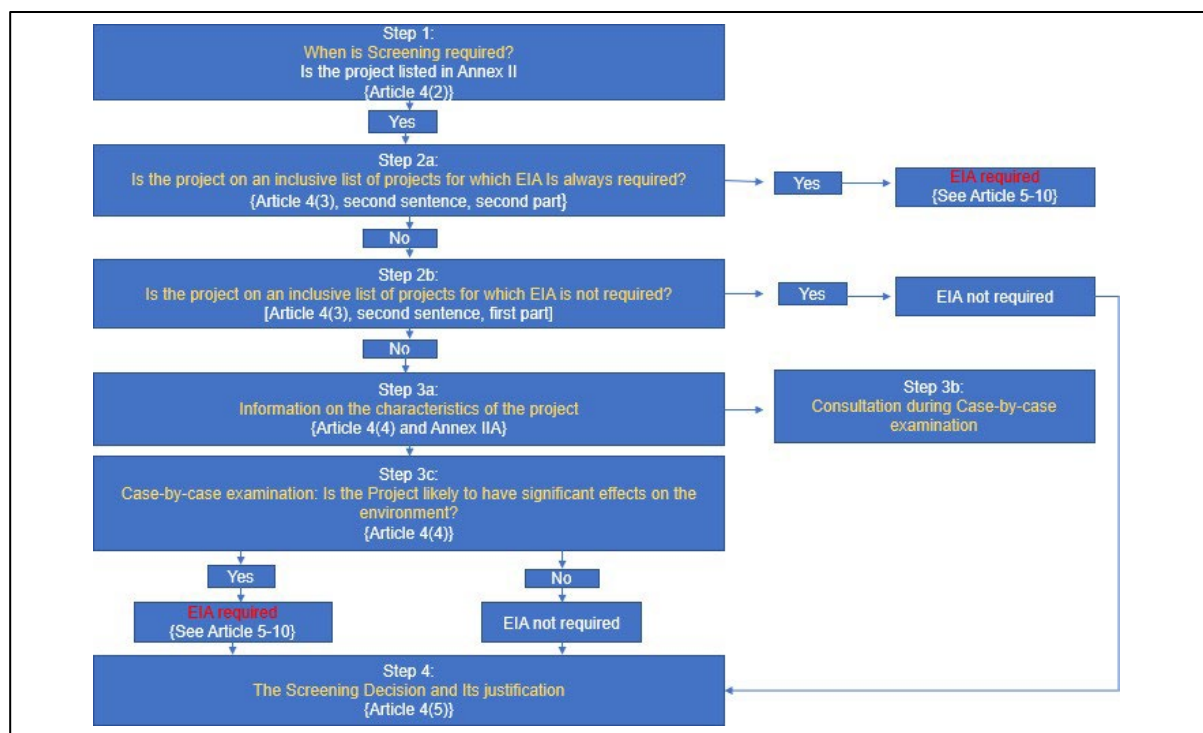 Step 1:
When is Screening required?
Is the project listed in Annex II
{Article 4(2)}
Yes
Step 2a:
Is the project on an inclusive list of projects for which EIA Is always required?
{Article 4(3), second sentence, second part}
Yes
EIA required
{See Article 5-10}
No
Step 2b:
Is the project on an inclusive list of projects for which EIA is not required?
[Article 4(3), second sentence, first part]
Yes
EIA not required
No
Step 3a:
Information on the characteristics of the project
{Article 4(4) and Annex IIA}
Step 3b:
Consultation during Case-by-case
examination
Step 3c:
Case-by-case examination: Is the Project likely to have significant effects on the
environment?
{Article 4(4)}
Yes
No
EIA required
{See Article 5-10}
EIA not required
Step 4:
The Screening Decision and Its justification
{Article 4(5)}